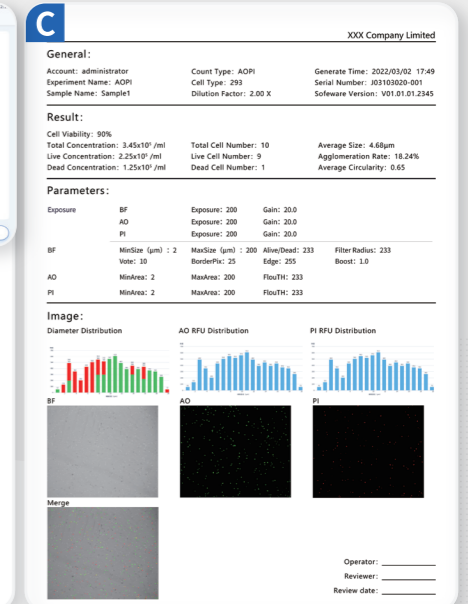 C
XXX Company Limited
General:
Account: administrator Count Type: AOPI Generate Time: 2022/03/02 17:49
Experiment Name: AOPI Cell Type: 293 Serial Number: J03103020-001
Sample Name: Sample1 Dilution Factor: 2.00 X Sofeware Version: V01.01.01.2345
Result:
Cell Viability: 90%
Total Concentration: 3.45x10⁵ /ml Total Cell Number: 10 Average Size: 4.68μm
Live Concentration: 2.25x10⁵ /ml Live Cell Number: 9 Agglomeration Rate: 18.24%
Dead Concentration: 1.25x10⁵ /ml Dead Cell Number: 1 Average Circularity: 0.65
Parameters:
Exposure BF Exposure: 200 Gain: 20.0
AO Exposure: 200 Gain: 20.0
PI Exposure: 200 Gain: 20.0
BF MinSize (μm) : 2 MaxSize (μm) : 200 Alive/Dead: 233 Filter Radius: 233
Vote: 10 BorderPix: 25 Edge: 255 Boost: 1.0
AO MinArea: 2 MaxArea: 200 FlouTH: 233
PI MinArea: 2 MaxArea: 200 FlouTH: 233
Image:
Diameter Distribution AO RFU Distribution PI RFU Distribution
BF AO PI
Merge
Operator:
Reviewer:
Review date: